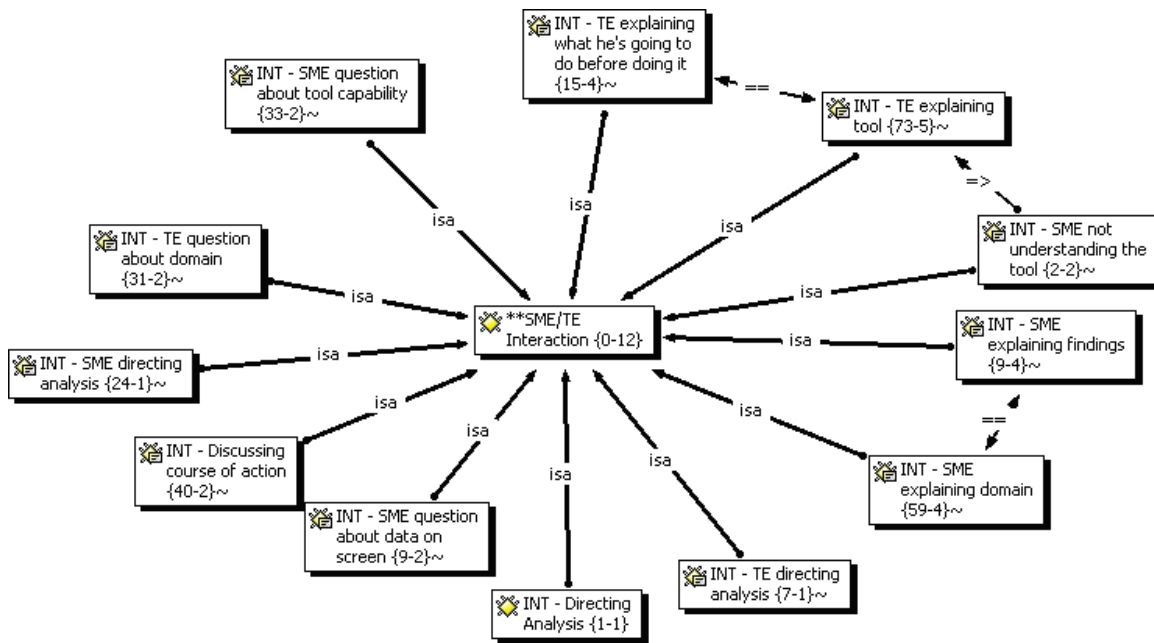 INT - TE explaining
what he's going to
do before doing it
{15-4}~
INT - SME question
about tool capability
{33-2}~
==
INT - TE explaining
tool {73-5}~
=>
isa
isa
isa
INT - SME not
understanding the
tool {2-2}~
INT - TE question
about domain
{31-2}~
isa
isa
**SME/TE
Interaction {0-12}
INT - SME
explaining findings
{9-4}~
isa
isa
INT - SME directing
analysis {24-1}~
isa
isa
==
isa
isa
isa
INT - Discussing
course of action
{40-2}~
INT - SME
explaining domain
{59-4}~
INT - SME question
about data on
screen {9-2}~
INT - TE directing
analysis {7-1}~
INT - Directing
Analysis {1-1}